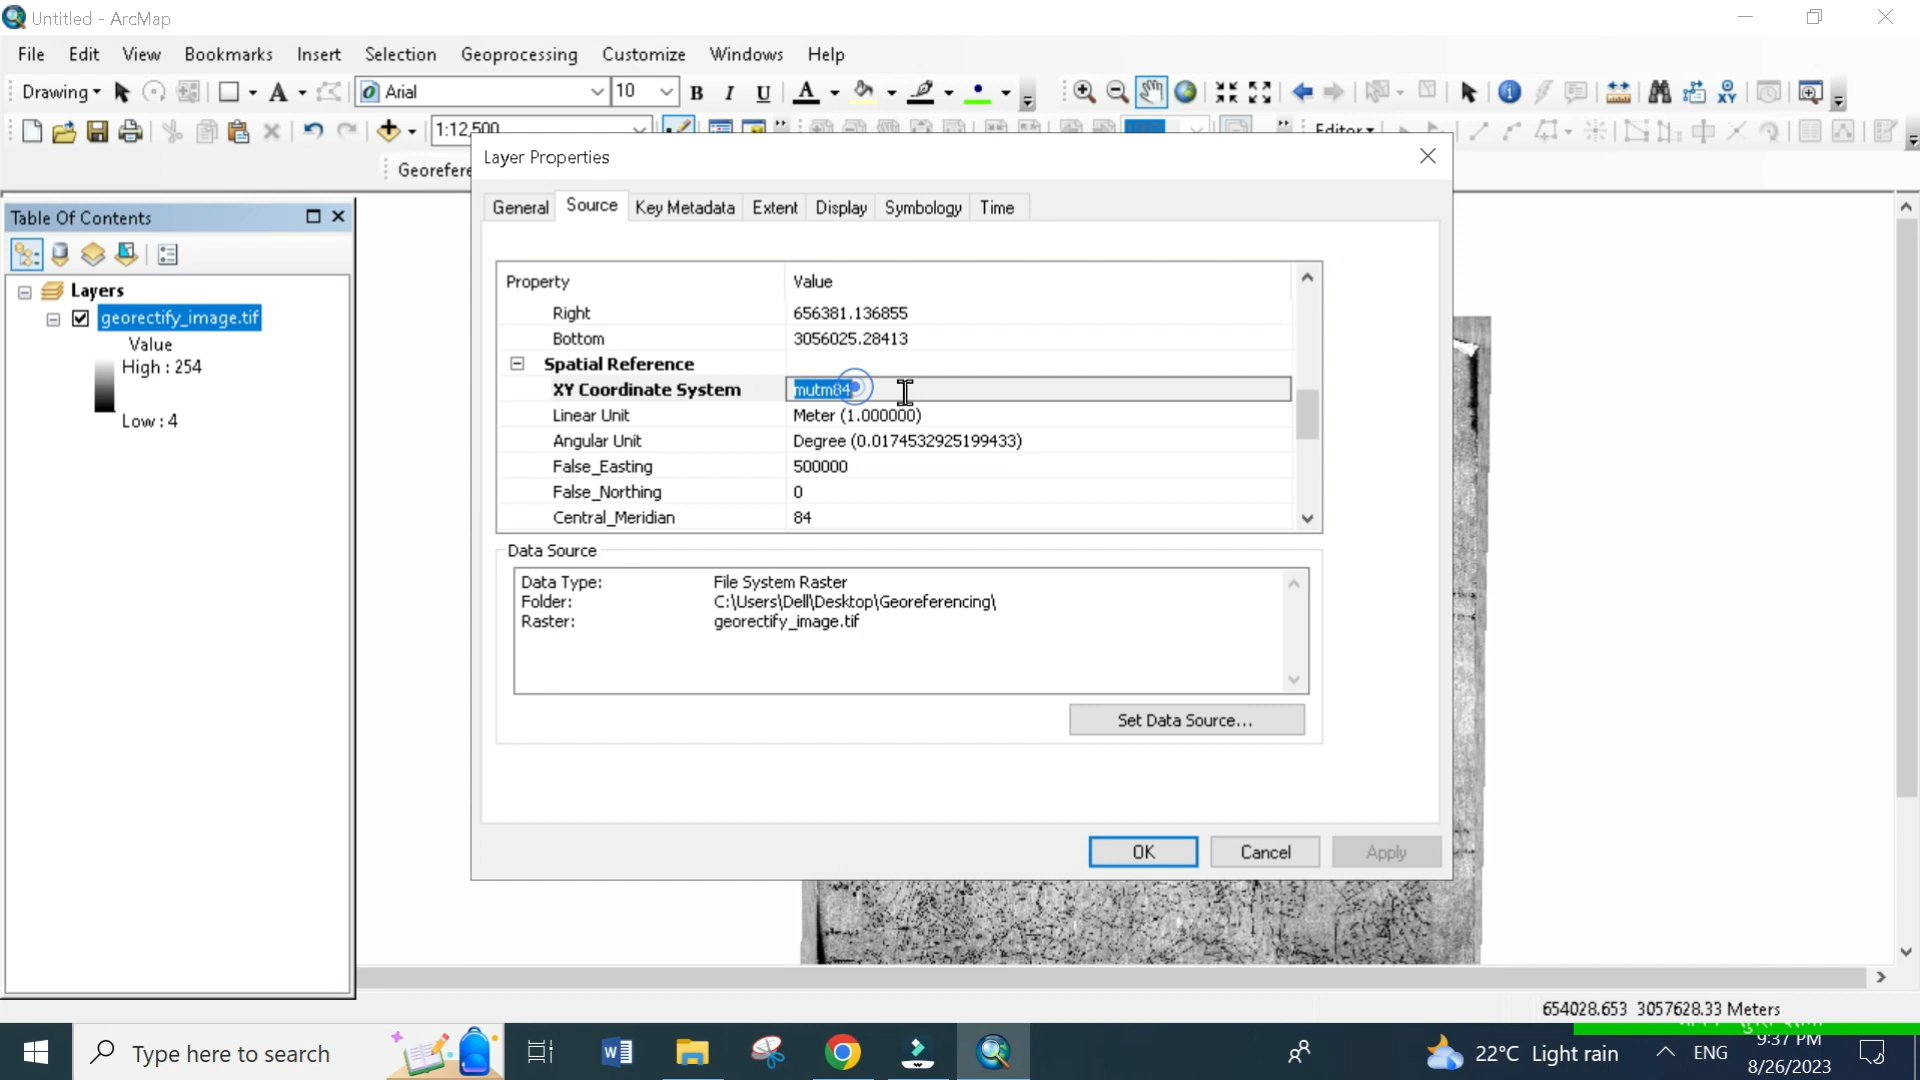 Untitled - ArcMap
File Edit View Bookmarks Insert Selection Geoprocessing Customize Windows Help
Drawing A Arial 10 B I U A
1:12,500 Editor
Layer Properties
Georefere
General Source Key Metadata Extent Display Symbology Time
Table Of Contents
Layers
georectify_image.tif
Value
High : 254
Low : 4
Property Value
Right 656381.136855
Bottom 3056025.28413
Spatial Reference
XY Coordinate System mutm84
Linear Unit Meter (1.000000)
Angular Unit Degree (0.0174532925199433)
False_Easting 500000
False_Northing 0
Central_Meridian 84
Data Source
Data Type: File System Raster
Folder: C:\Users\Dell\Desktop\Georeferencing\
Raster: georectify_image.tif
Set Data Source...
OK Cancel Apply
654028.653 3057628.33 Meters
Type here to search
22°C Light rain
ENG
9:37 PM
8/26/2023